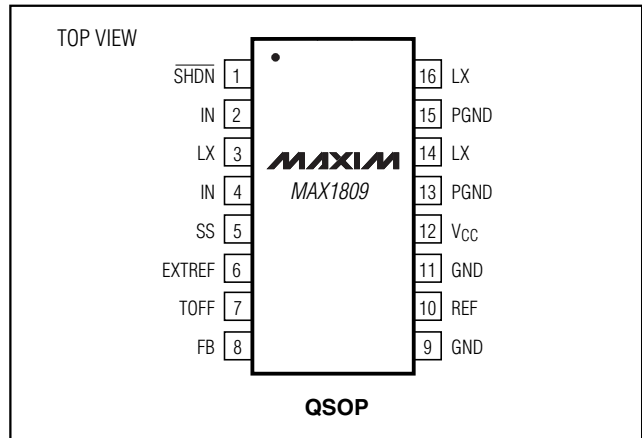 TOP VIEW
SHDN 1
IN 2
LX 3
IN 4
SS 5
EXTREF 6
TOFF 7
FB 8
MAXIM
MAX1809
16 LX
15 PGND
14 LX
13 PGND
12 VCC
11 GND
10 REF
9 GND
QSOP